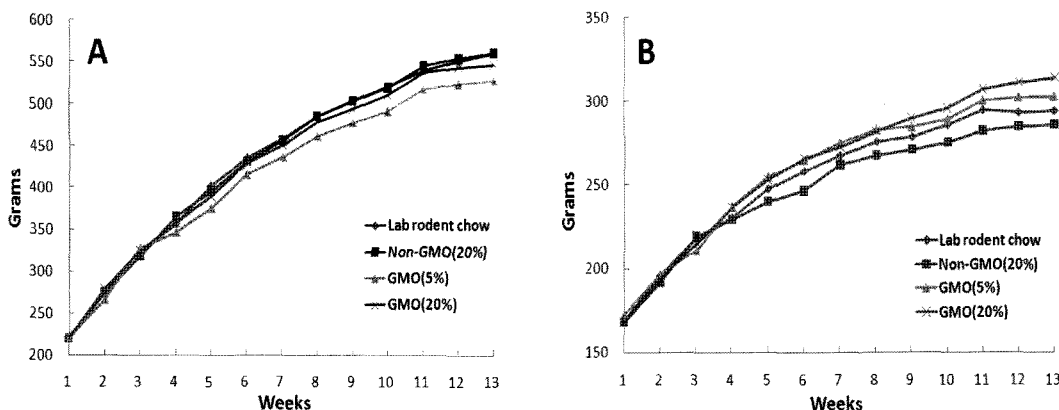 A
600
550
500
450
400
350
300
250
200
Grams
1 2 3 4 5 6 7 8 9 10 11 12 13
Weeks
Lab rodent chow
Non-GMO(20%)
GMO(5%)
GMO(20%)
B
350
300
250
200
150
Grams
1 2 3 4 5 6 7 8 9 10 11 12 13
Weeks
Lab rodent chow
Non-GMO(20%)
GMO(5%)
GMO(20%)